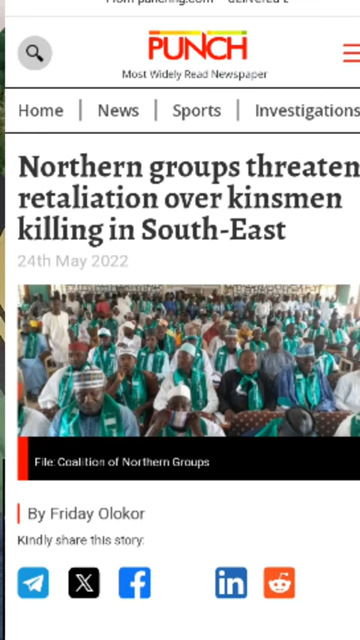 PUNCH
Most Widely Read Newspaper
Home | News | Sports | Investigations
Northern groups threaten
retaliation over kinsmen
killing in South-East
24th May 2022
File: Coalition of Northern Groups
By Friday Olokor
Kindly share this story: